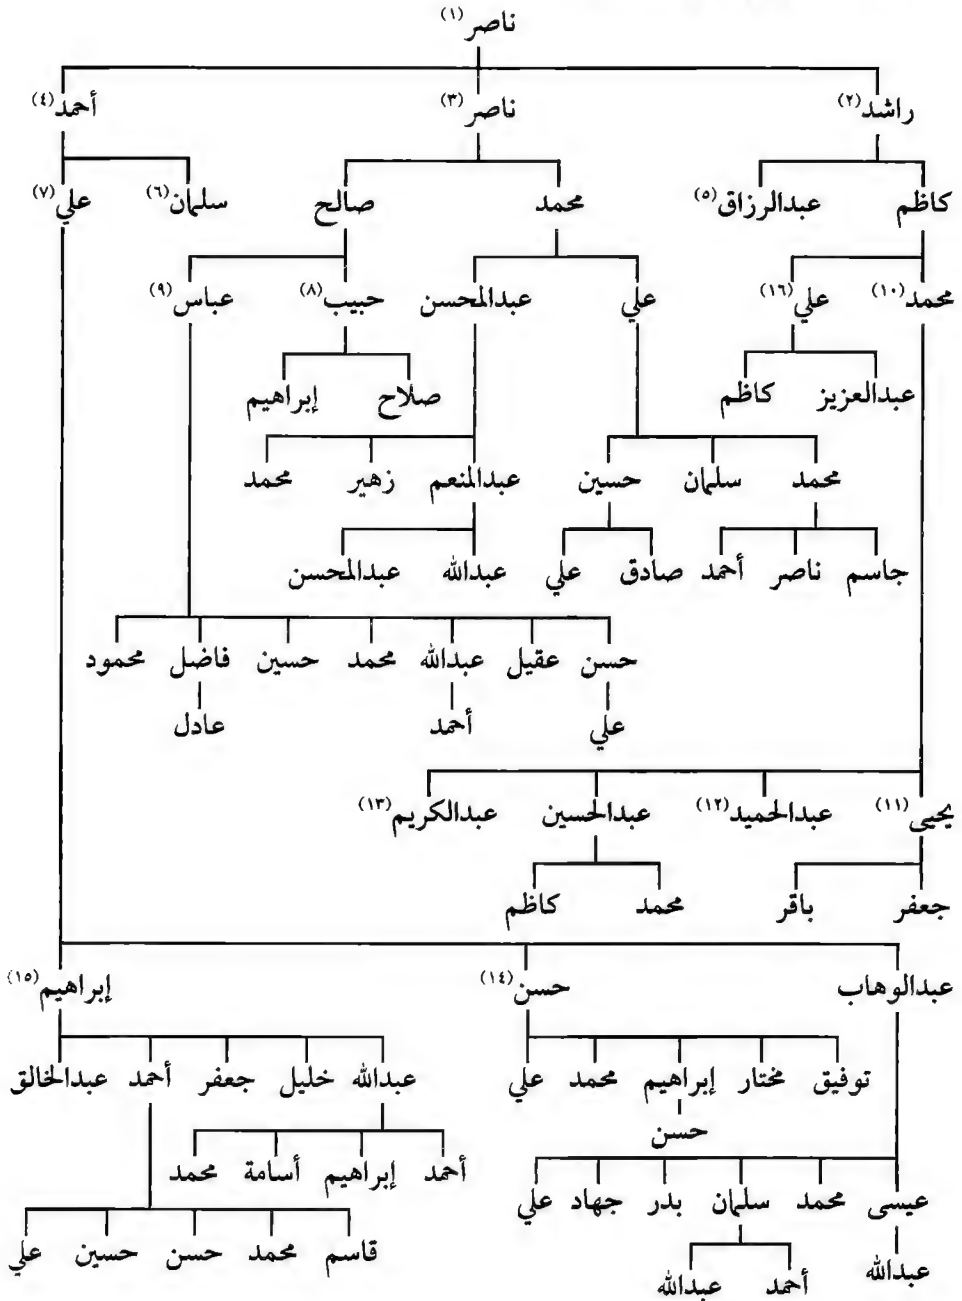 ناصر (١)
راشد (٢) ناصر (٣) أحمد (٤)
كاظم عبدالرزاق (٥) محمد صالح سلمان (٦) علي (٧)
محمد (١٠) علي (١٦) علي عبدالمحسن حبيب (٨) عباس (٩)
عبدالعزيز كاظم صلاح إبراهيم
محمد سلمان حسين عبدالمنعم زهير محمد
جاسم ناصر أحمد صادق علي عبدالله عبدالمحسن
حسن عقيل عبدالله محمد حسين فاضل محمود
علي أحمد عادل
يحيى (١١) عبدالحميد (١٢) عبدالحسين عبدالكريم (١٣)
جعفر باقر محمد كاظم
عبدالوهاب حسن (١٤) إبراهيم (١٥)
توفيق مختار إبراهيم محمد علي عبدالله خليل جعفر أحمد عبدالخالق
حسن
أحمد إبراهيم أسامة محمد
عيسى محمد سلمان بدر جهاد علي
قاسم محمد حسن حسين علي
عبدالله أحمد عبدالله